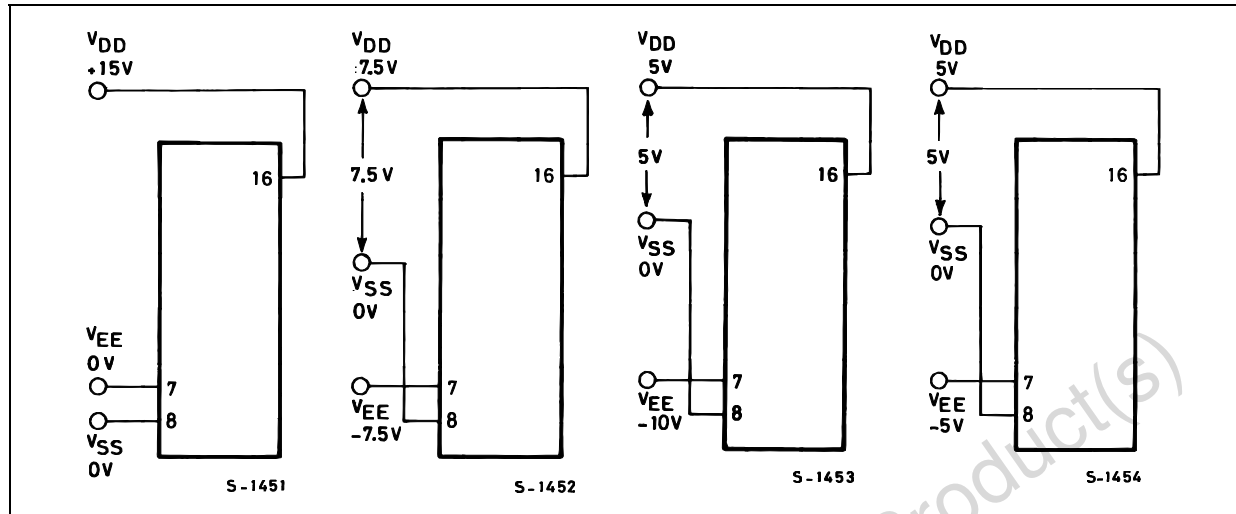 VDD
+15V
16
VEE
0V
7
8
VSS
0V
S-1451
VDD
7.5V
7.5V
16
VSS
0V
7
VEE
-7.5V
8
S-1452
VDD
5V
5V
16
VSS
0V
7
VEE
-10V
8
S-1453
VDD
5V
5V
16
VSS
0V
7
VEE
-5V
8
S-1454
roduct(s)